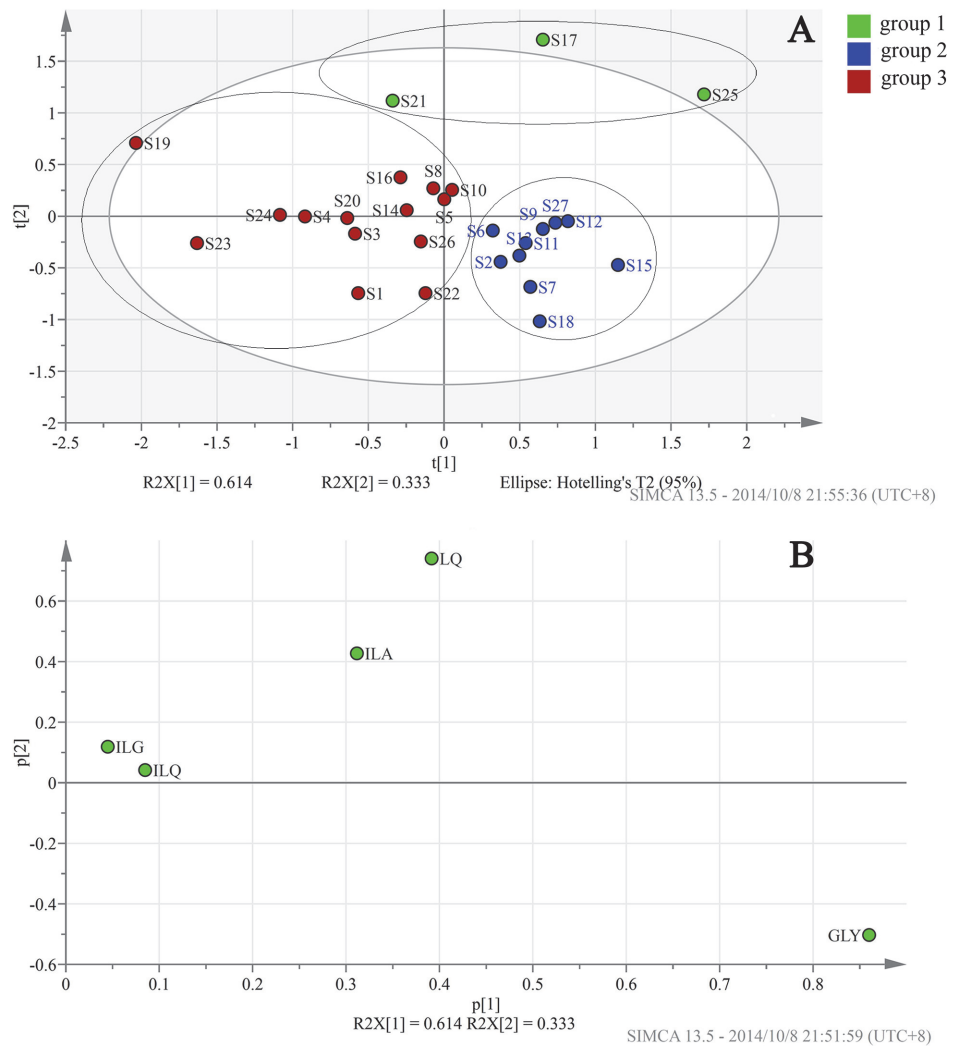 A
group 1
group 2
group 3
S17
1.5
S21
S25
1
S19
0.5
S16
S8
S10
S20
S14
S5
S24
S4
S3
S26
S23
S1
S22
S27
S9
S12
S6
S11
S2
S15
S7
S18
0
-0.5
-1
-1.5
-2
t[2]
-2.5
-2
-1.5
-1
-0.5
0
0.5
1
1.5
2
t[1]
R2X[1] = 0.614 R2X[2] = 0.333 Ellipse: Hotelling's T2 (95%)
SIMCA 13.5 - 2014/10/8 21:55:36 (UTC+8)
B
LQ
0.6
ILA
0.4
0.2
ILG
ILQ
0
-0.2
-0.4
GLY
-0.6
p[2]
0 0.1 0.2 0.3 0.4 0.5 0.6 0.7 0.8
p[1]
R2X[1] = 0.614 R2X[2] = 0.333
SIMCA 13.5 - 2014/10/8 21:51:59 (UTC+8)